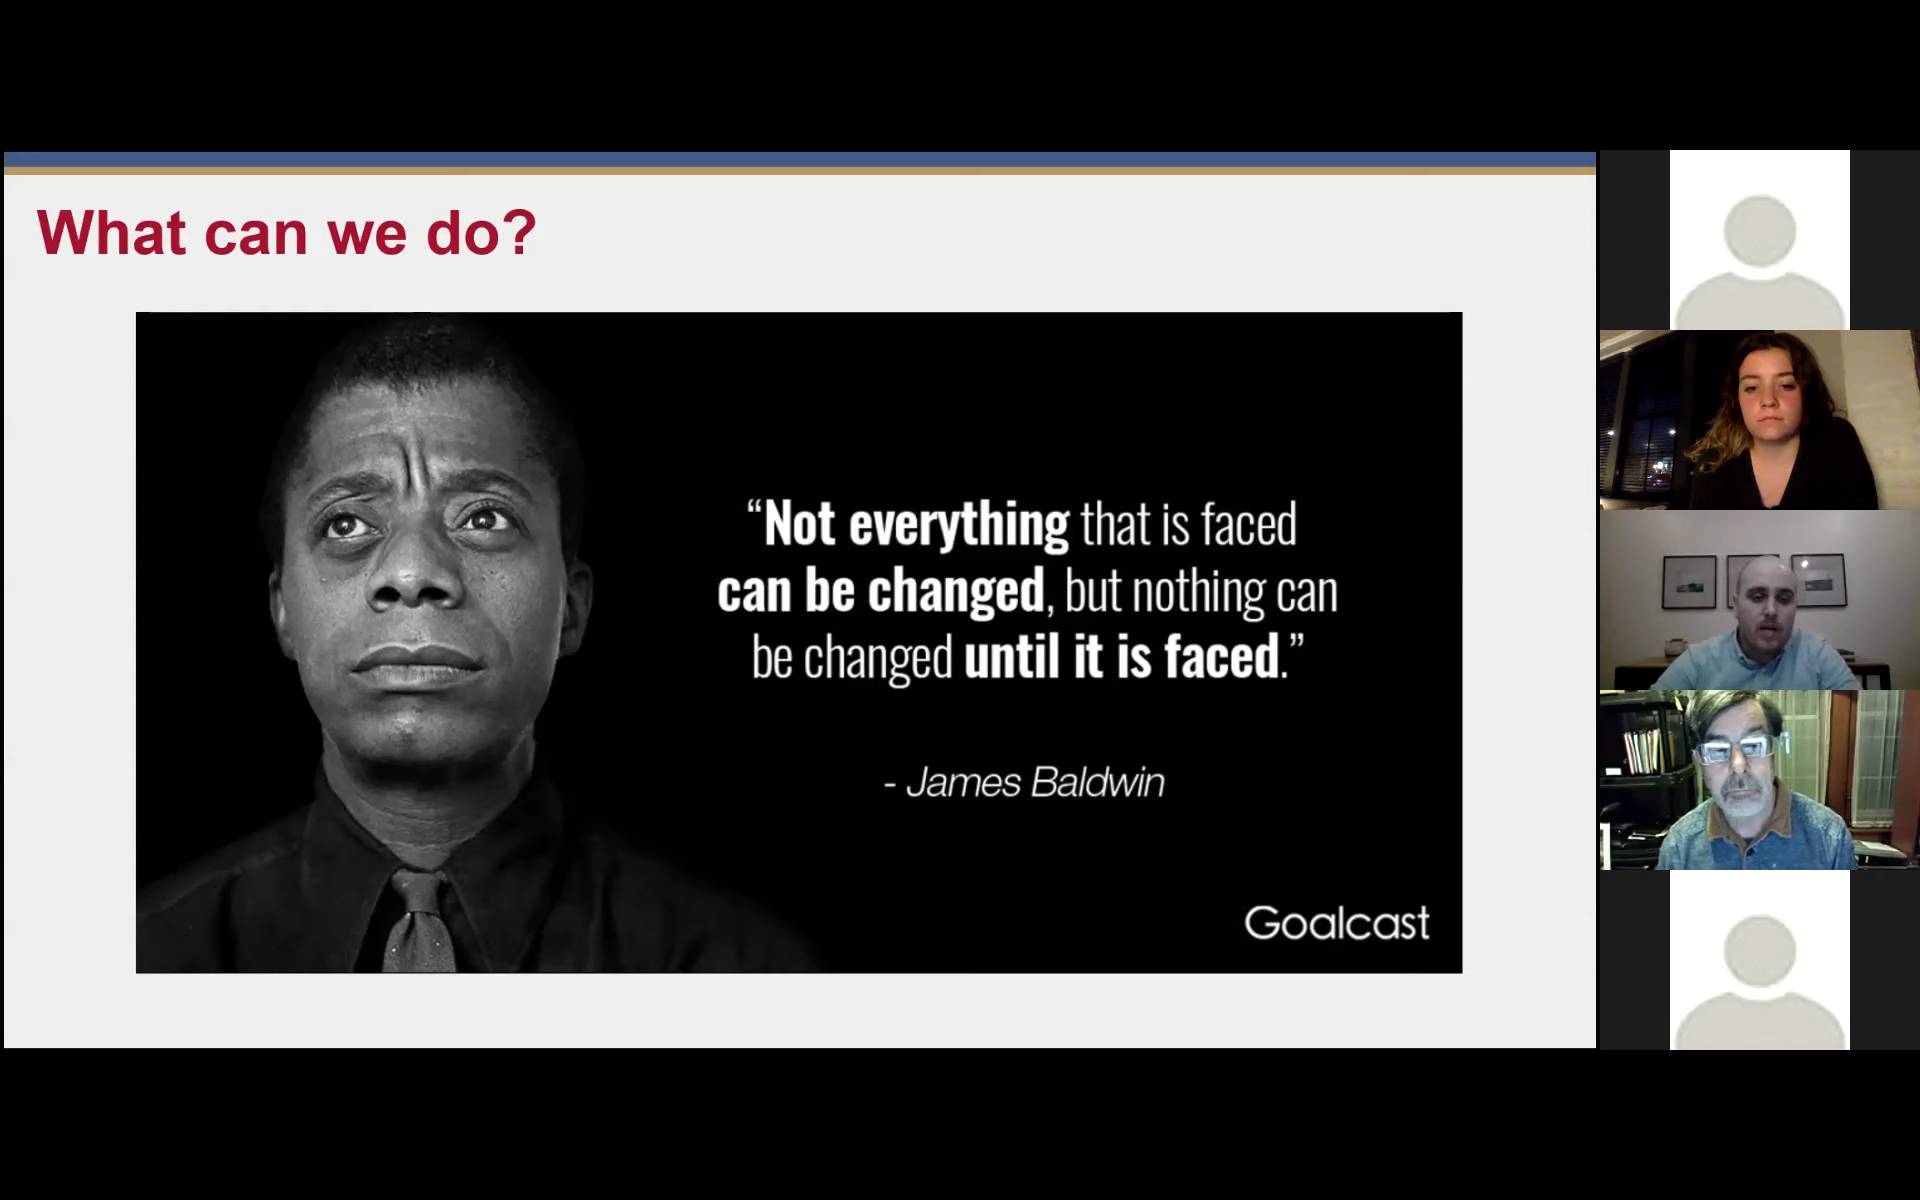 What can we do?
“Not everything that is faced
can be changed, but nothing can
be changed until it is faced.”
- James Baldwin
Goalcast